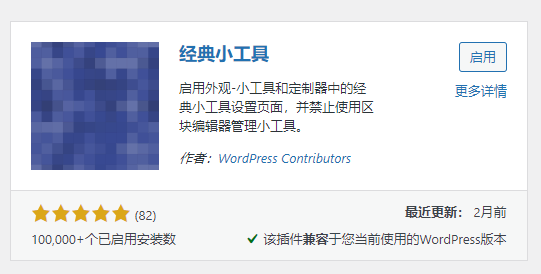 经典小工具
启用
启用外观-小工具和定制器中的经
典小工具设置页面，并禁止使用区
块编辑器管理小工具。
更多详情
作者：WordPress Contributors
(82)
最近更新： 2月前
100,000+个已启用安装数
该插件兼容于您当前使用的WordPress版本